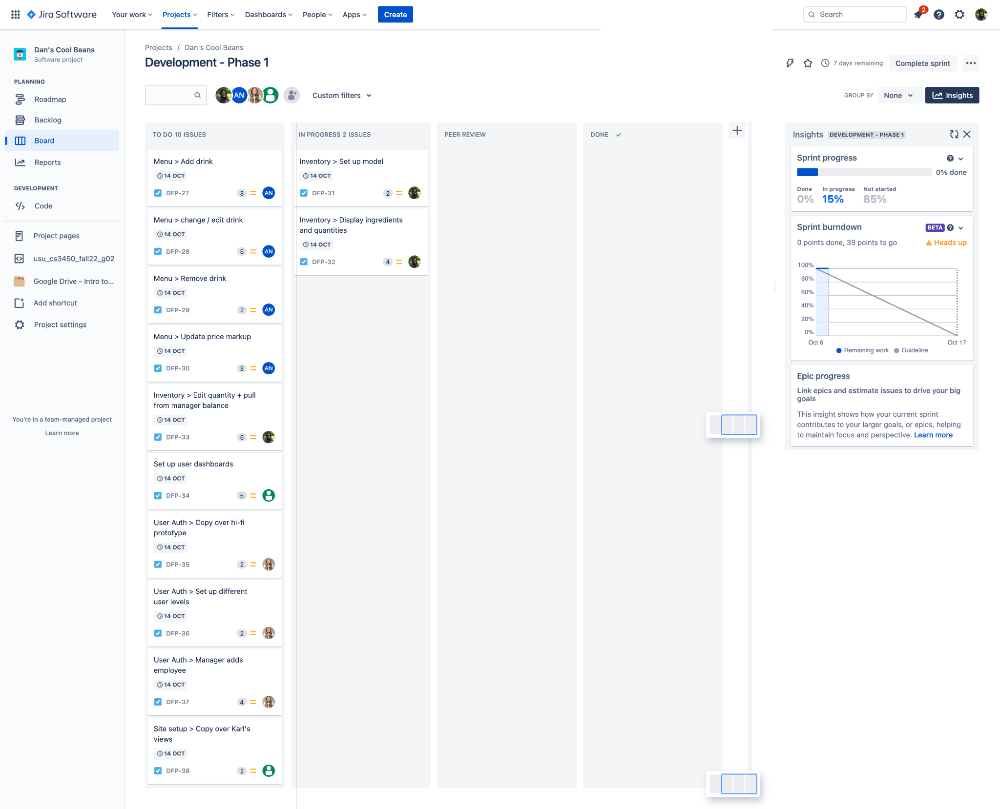 Jira Software
Your work
Projects
Filters
Dashboards
People
Apps
Create
Search
2
Dan's Cool Beans
Software project
PLANNING
Roadmap
Backlog
Board
Reports
DEVELOPMENT
Code
Project pages
usu_cs3450_fall22_g02
Google Drive - Intro to...
Add shortcut
Project settings
You're in a team-managed project
Learn more
Projects / Dan's Cool Beans
Development - Phase 1
7 days remaining
Complete sprint
AN
Custom filters
GROUP BY
None
Insights
TO DO 10 ISSUES
Menu > Add drink
14 OCT
DFP-27
3
AN
Menu > change / edit drink
14 OCT
DFP-28
5
AN
Menu > Remove drink
14 OCT
DFP-29
2
AN
Menu > Update price markup
14 OCT
DFP-30
3
AN
Inventory > Edit quantity + pull
from manager balance
14 OCT
DFP-33
5
Set up user dashboards
14 OCT
DFP-34
5
User Auth > Copy over hi-fi
prototype
14 OCT
DFP-35
2
User Auth > Set up different
user levels
14 OCT
DFP-36
2
User Auth > Manager adds
employee
14 OCT
DFP-37
4
Site setup > Copy over Karl's
views
14 OCT
DFP-38
2
IN PROGRESS 2 ISSUES
Inventory > Set up model
14 OCT
DFP-31
2
Inventory > Display ingredients
and quantities
14 OCT
DFP-32
4
PEER REVIEW
DONE
Insights
DEVELOPMENT - PHASE 1
Sprint progress
0% done
Done
0%
In progress
15%
Not started
85%
Sprint burndown
BETA
0 points done, 39 points to go
Heads up
100%
80%
60%
40%
20%
0%
Oct 6
Oct 17
Remaining work
Guideline
Epic progress
Link epics and estimate issues to drive your big
goals
This insight shows how your current sprint
contributes to your larger goals, or epics, helping
to maintain focus and perspective. Learn more